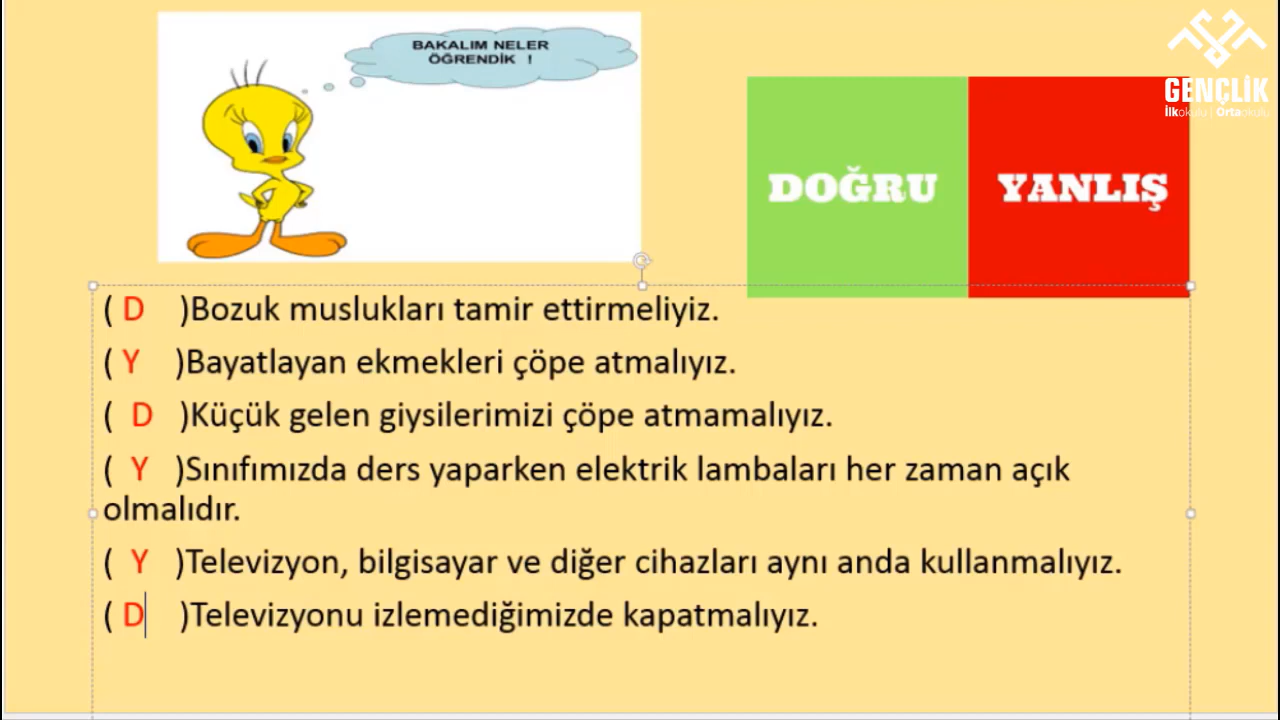 BAKALIM NELER
ÖĞRENDİK !
GENÇLİK
İlkokulu | Ortaokulu
DOĞRU
YANLIŞ
( D )Bozuk muslukları tamir ettirmeliyiz.
( Y )Bayatlayan ekmekleri çöpe atmalıyız.
( D )Küçük gelen giysilerimizi çöpe atmamalıyız.
( Y )Sınıfımızda ders yaparken elektrik lambaları her zaman açık
olmalıdır.
( Y )Televizyon, bilgisayar ve diğer cihazları aynı anda kullanmalıyız.
( D )Televizyonu izlemediğimizde kapatmalıyız.